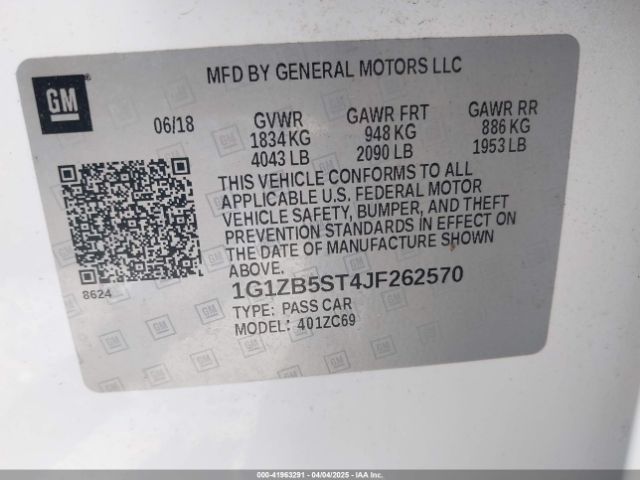 MFD BY GENERAL MOTORS LLC
GM
06/18
GVWR GAWR FRT GAWR RR
1834 KG 948 KG 886 KG
4043 LB 2090 LB 1953 LB
THIS VEHICLE CONFORMS TO ALL
APPLICABLE U.S. FEDERAL MOTOR
VEHICLE SAFETY, BUMPER, AND THEFT
PREVENTION STANDARDS IN EFFECT ON
THE DATE OF MANUFACTURE SHOWN
ABOVE.
8624
1G1ZB5ST4JF262570
TYPE: PASS CAR
MODEL: 401ZC69
000-41963291 - 04/04/2025 - IAA Inc.